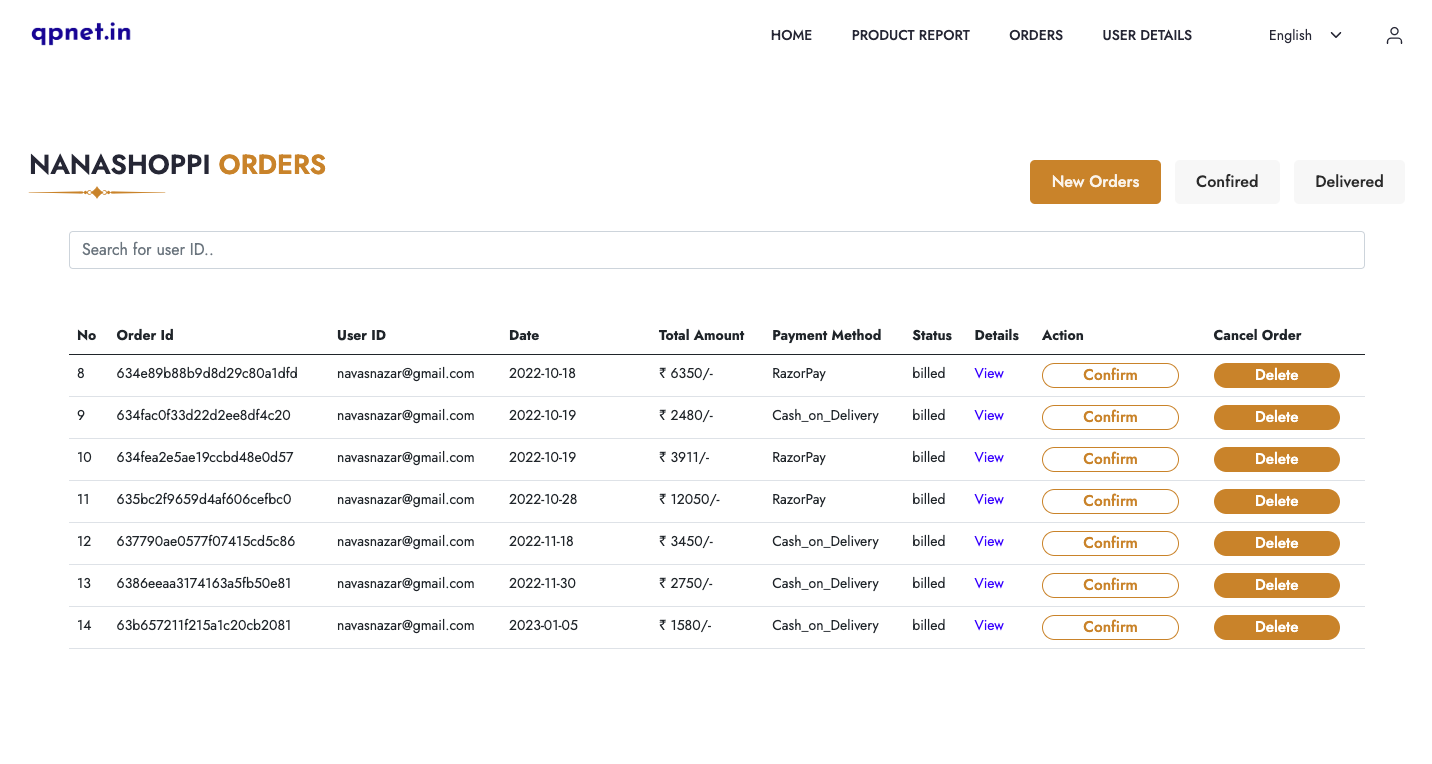 qpnet.in HOME PRODUCT REPORT ORDERS USER DETAILS English
NANASHOPPI ORDERS
New Orders Confired Delivered
Search for user ID..
No Order Id User ID Date Total Amount Payment Method Status Details Action Cancel Order
8 634e89b88b9d8d29c80a1dfd navasnazar@gmail.com 2022-10-18 ₹ 6350/- RazorPay billed View Confirm Delete
9 634fac0f33d22d2ee8df4c20 navasnazar@gmail.com 2022-10-19 ₹ 2480/- Cash_on_Delivery billed View Confirm Delete
10 634fea2e5ae19ccbd48e0d57 navasnazar@gmail.com 2022-10-19 ₹ 3911/- RazorPay billed View Confirm Delete
11 635bc2f9659d4af606cefbc0 navasnazar@gmail.com 2022-10-28 ₹ 12050/- RazorPay billed View Confirm Delete
12 637790ae0577f07415cd5c86 navasnazar@gmail.com 2022-11-18 ₹ 3450/- Cash_on_Delivery billed View Confirm Delete
13 6386eeaa3174163a5fb50e81 navasnazar@gmail.com 2022-11-30 ₹ 2750/- Cash_on_Delivery billed View Confirm Delete
14 63b657211f215a1c20cb2081 navasnazar@gmail.com 2023-01-05 ₹ 1580/- Cash_on_Delivery billed View Confirm Delete